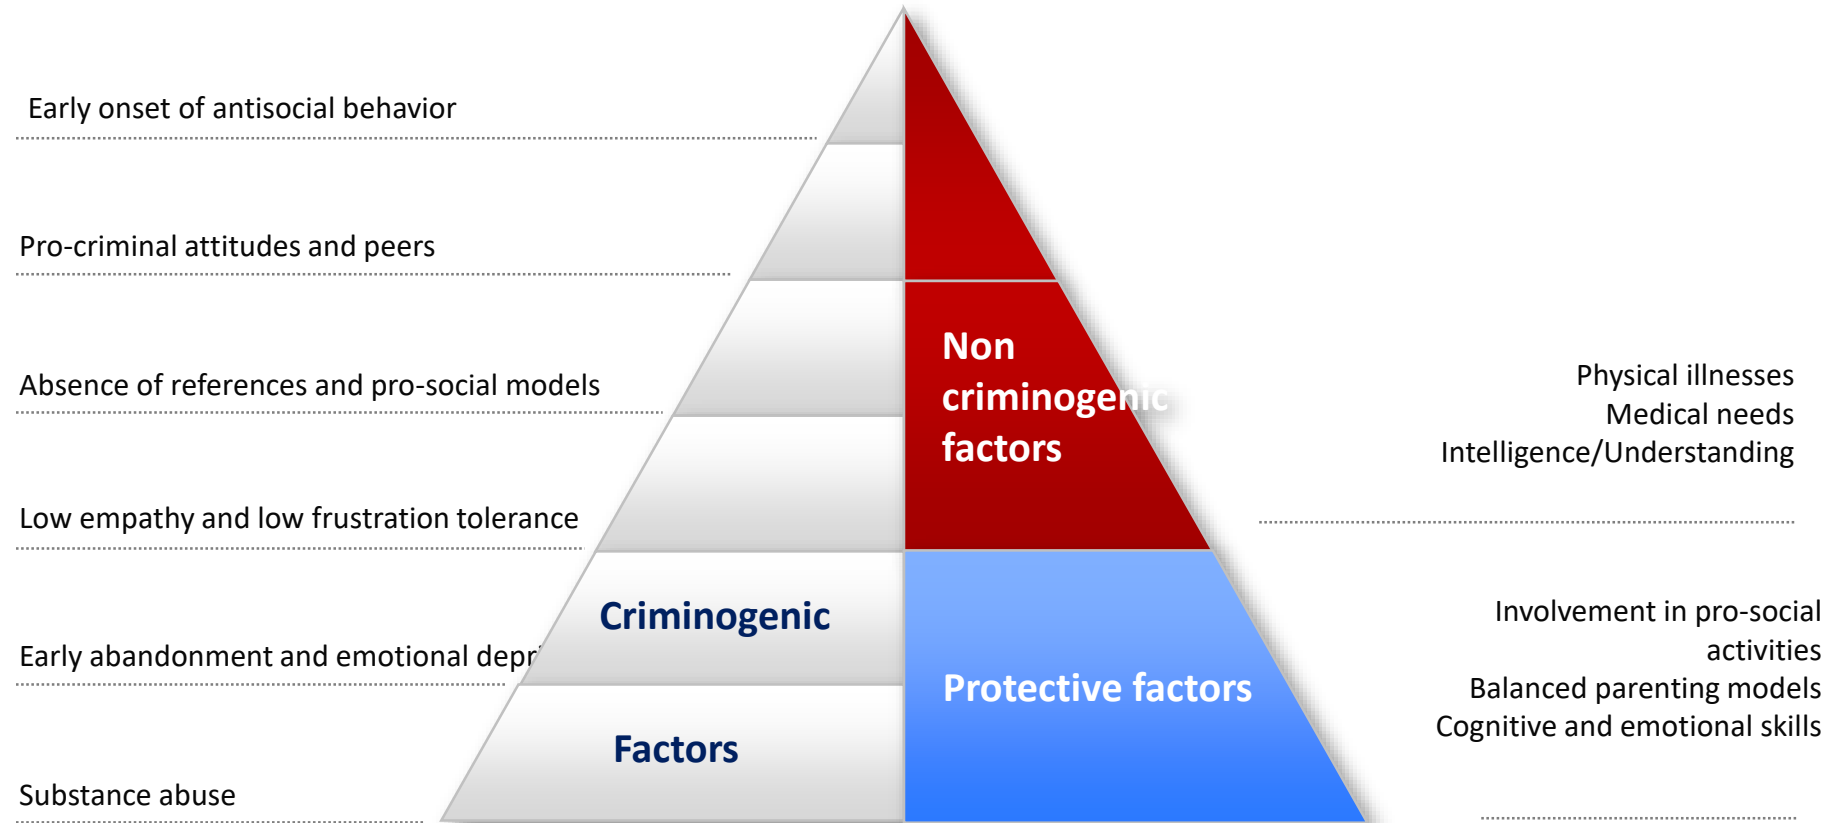 Early onset of antisocial behavior
Pro-criminal attitudes and peers
Absence of references and pro-social models
Low empathy and low frustration tolerance
Early abandonment and emotional
Substance abuse
Criminogenic
Factors
Non
criminogenic
factors
Protective factors
Physical illnesses
Medical needs
Intelligence/Understanding
Involvement in pro-social
activities
Balanced parenting models
Cognitive and emotional skills